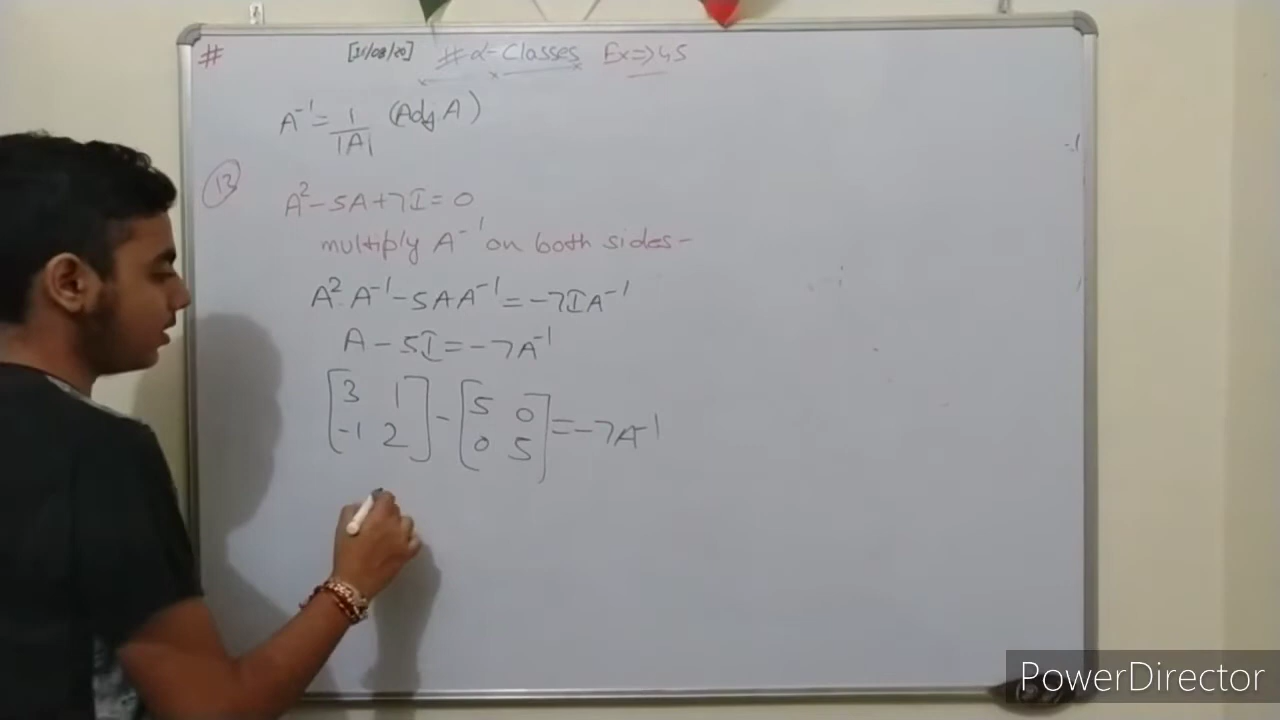 # [31/08/20] # α-Classes Ex=>4.5
A⁻¹ = 1/|A| (Adj A)
(13) A² - 5A + 7I = 0
multiply A⁻¹ on both sides-
A² · A⁻¹ - 5AA⁻¹ = -7IA⁻¹
A - 5I = -7A⁻¹
[3 1; -1 2] - [5 0; 0 5] = -7A⁻¹
PowerDirector